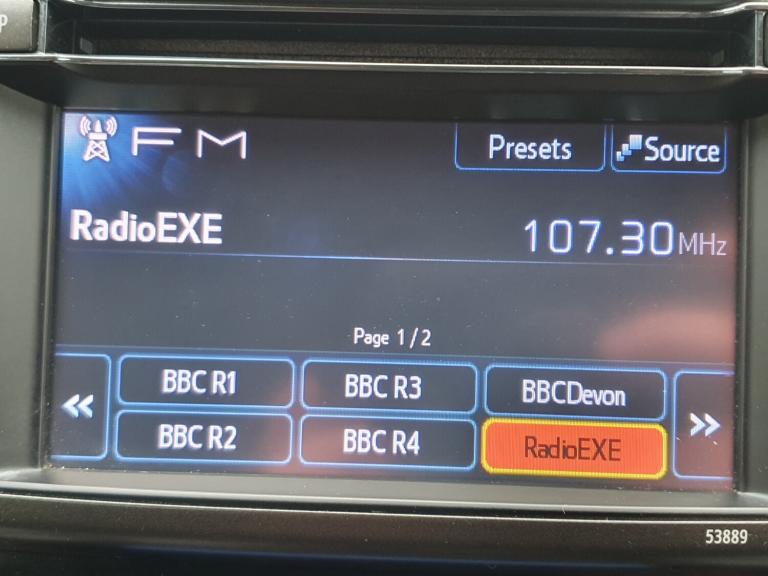 P
FM
Presets
Source
RadioEXE
107.30MHz
Page 1/2
BBC R1
BBC R3
BBCDevon
BBC R2
BBC R4
RadioEXE
53889